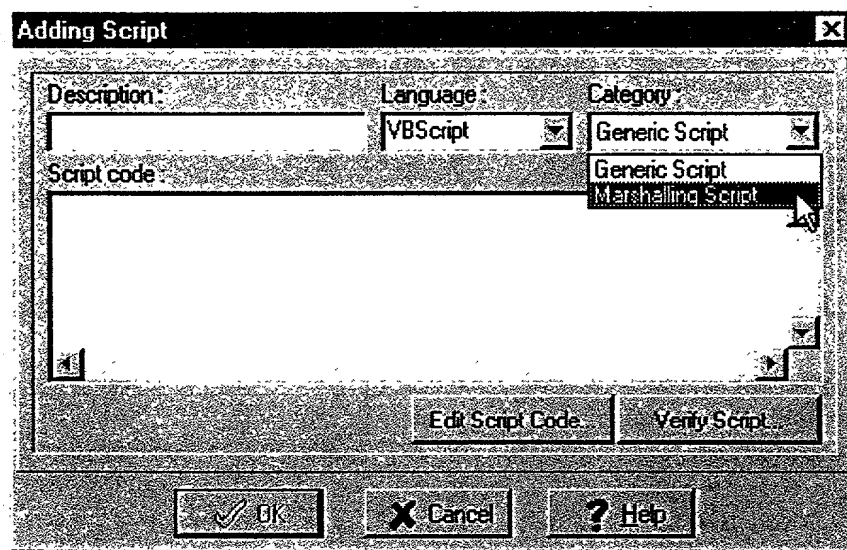 Adding Script
Description: Language: Category:
VBScript Generic Script
Generic Script
Script code: Marshalling Script
Edit Script Code... Verify Script...
OK Cancel Help